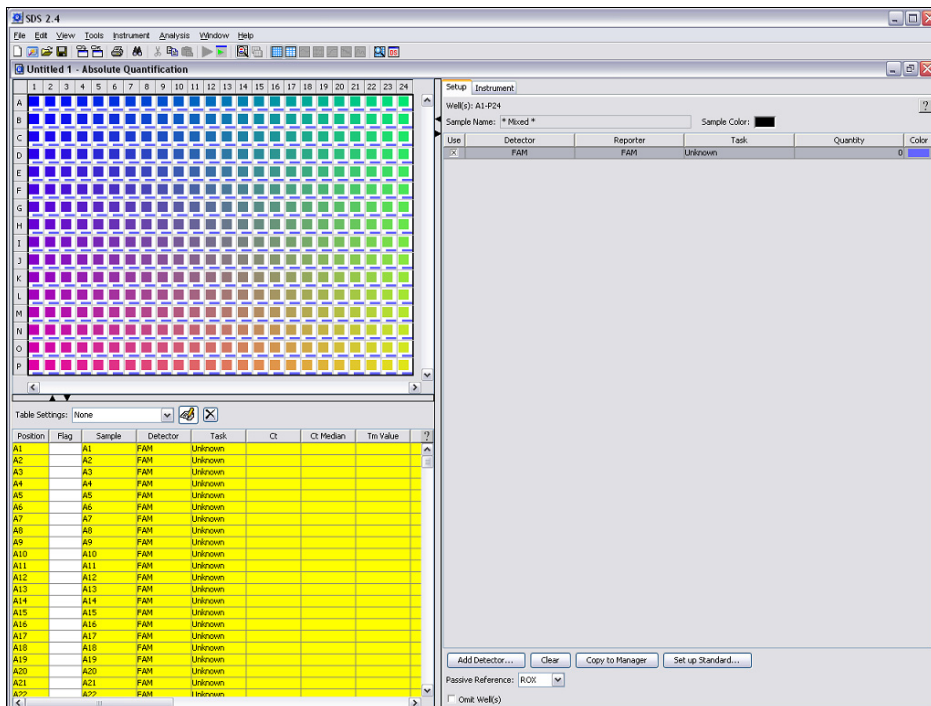 SDS 2.4
File Edit View Tools Instrument Analysis Window Help
Untitled 1 - Absolute Quantification
1 2 3 4 5 6 7 8 9 10 11 12 13 14 15 16 17 18 19 20 21 22 23 24
A
B
C
D
E
F
G
H
I
J
K
L
M
N
O
P
Table Settings: None
Position Flag Sample Detector Task Ct Ct Median Tm Value ?
A1 A1 FAM Unknown
A2 A2 FAM Unknown
A3 A3 FAM Unknown
A4 A4 FAM Unknown
A5 A5 FAM Unknown
A6 A6 FAM Unknown
A7 A7 FAM Unknown
A8 A8 FAM Unknown
A9 A9 FAM Unknown
A10 A10 FAM Unknown
A11 A11 FAM Unknown
A12 A12 FAM Unknown
A13 A13 FAM Unknown
A14 A14 FAM Unknown
A15 A15 FAM Unknown
A16 A16 FAM Unknown
A17 A17 FAM Unknown
A18 A18 FAM Unknown
A19 A19 FAM Unknown
A20 A20 FAM Unknown
A21 A21 FAM Unknown
A22 A22 FAM Unknown
Setup Instrument
Well(s): A1-P24 ?
Sample Name: * Mixed * Sample Color:
Use Detector Reporter Task Quantity Color
X FAM FAM Unknown 0
Add Detector... Clear Copy to Manager Set up Standard...
Passive Reference: ROX
Omit Well(s)